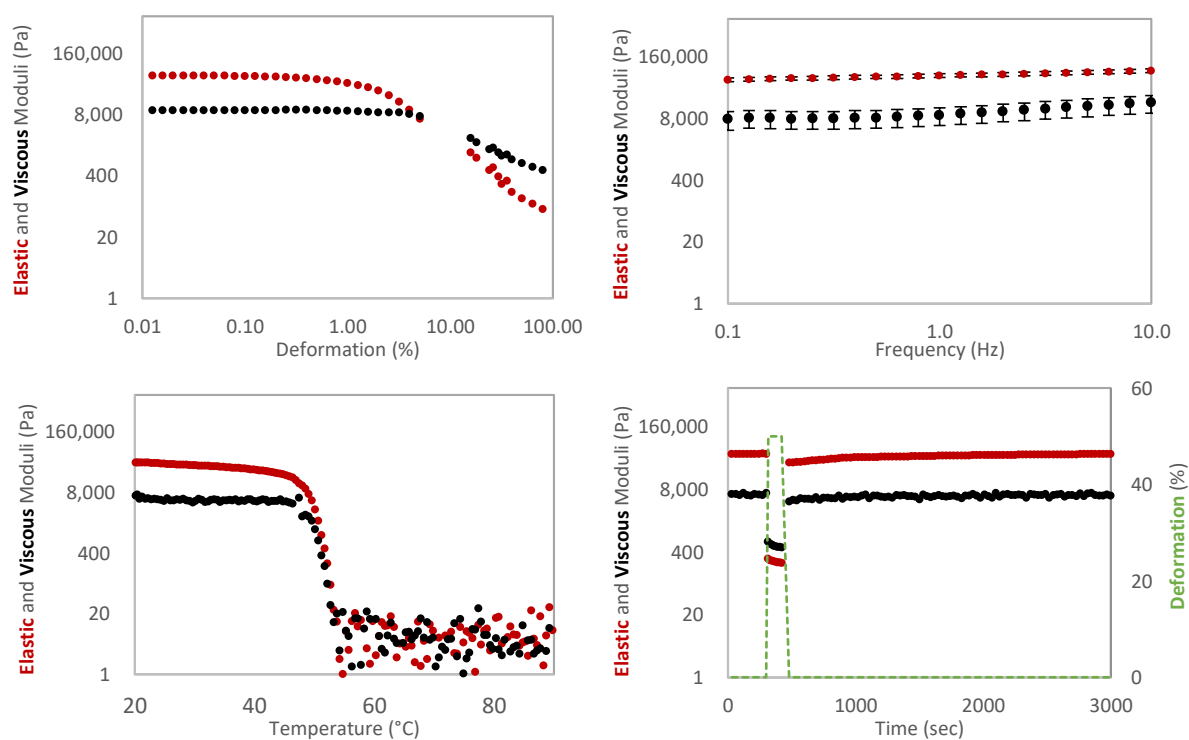 Elastic and Viscous Moduli (Pa)
160,000
8,000
400
20
1
0.01 0.10 1.00 10.00 100.00
Deformation (%)
Elastic and Viscous Moduli (Pa)
160,000
8,000
400
20
1
0.1 1.0 10.0
Frequency (Hz)
Elastic and Viscous Moduli (Pa)
160,000
8,000
400
20
1
20 40 60 80
Temperature (°C)
Elastic and Viscous Moduli (Pa)
160,000
8,000
400
20
1
0 1000 2000 3000
Time (sec)
60
40
20
0
Deformation (%)